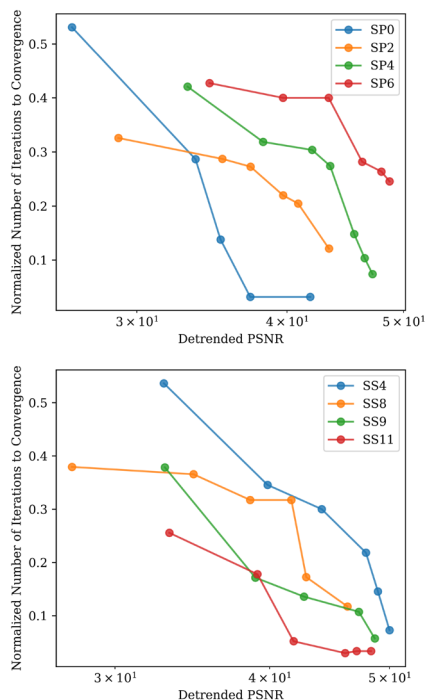 Normalized Number of Iterations to Convergence
0.5
0.4
0.3
0.2
0.1
SP0
SP2
SP4
SP6
3 × 10¹
4 × 10¹
5 × 10¹
Detrended PSNR
Normalized Number of Iterations to Convergence
0.5
0.4
0.3
0.2
0.1
SS4
SS8
SS9
SS11
3 × 10¹
4 × 10¹
5 × 10¹
Detrended PSNR